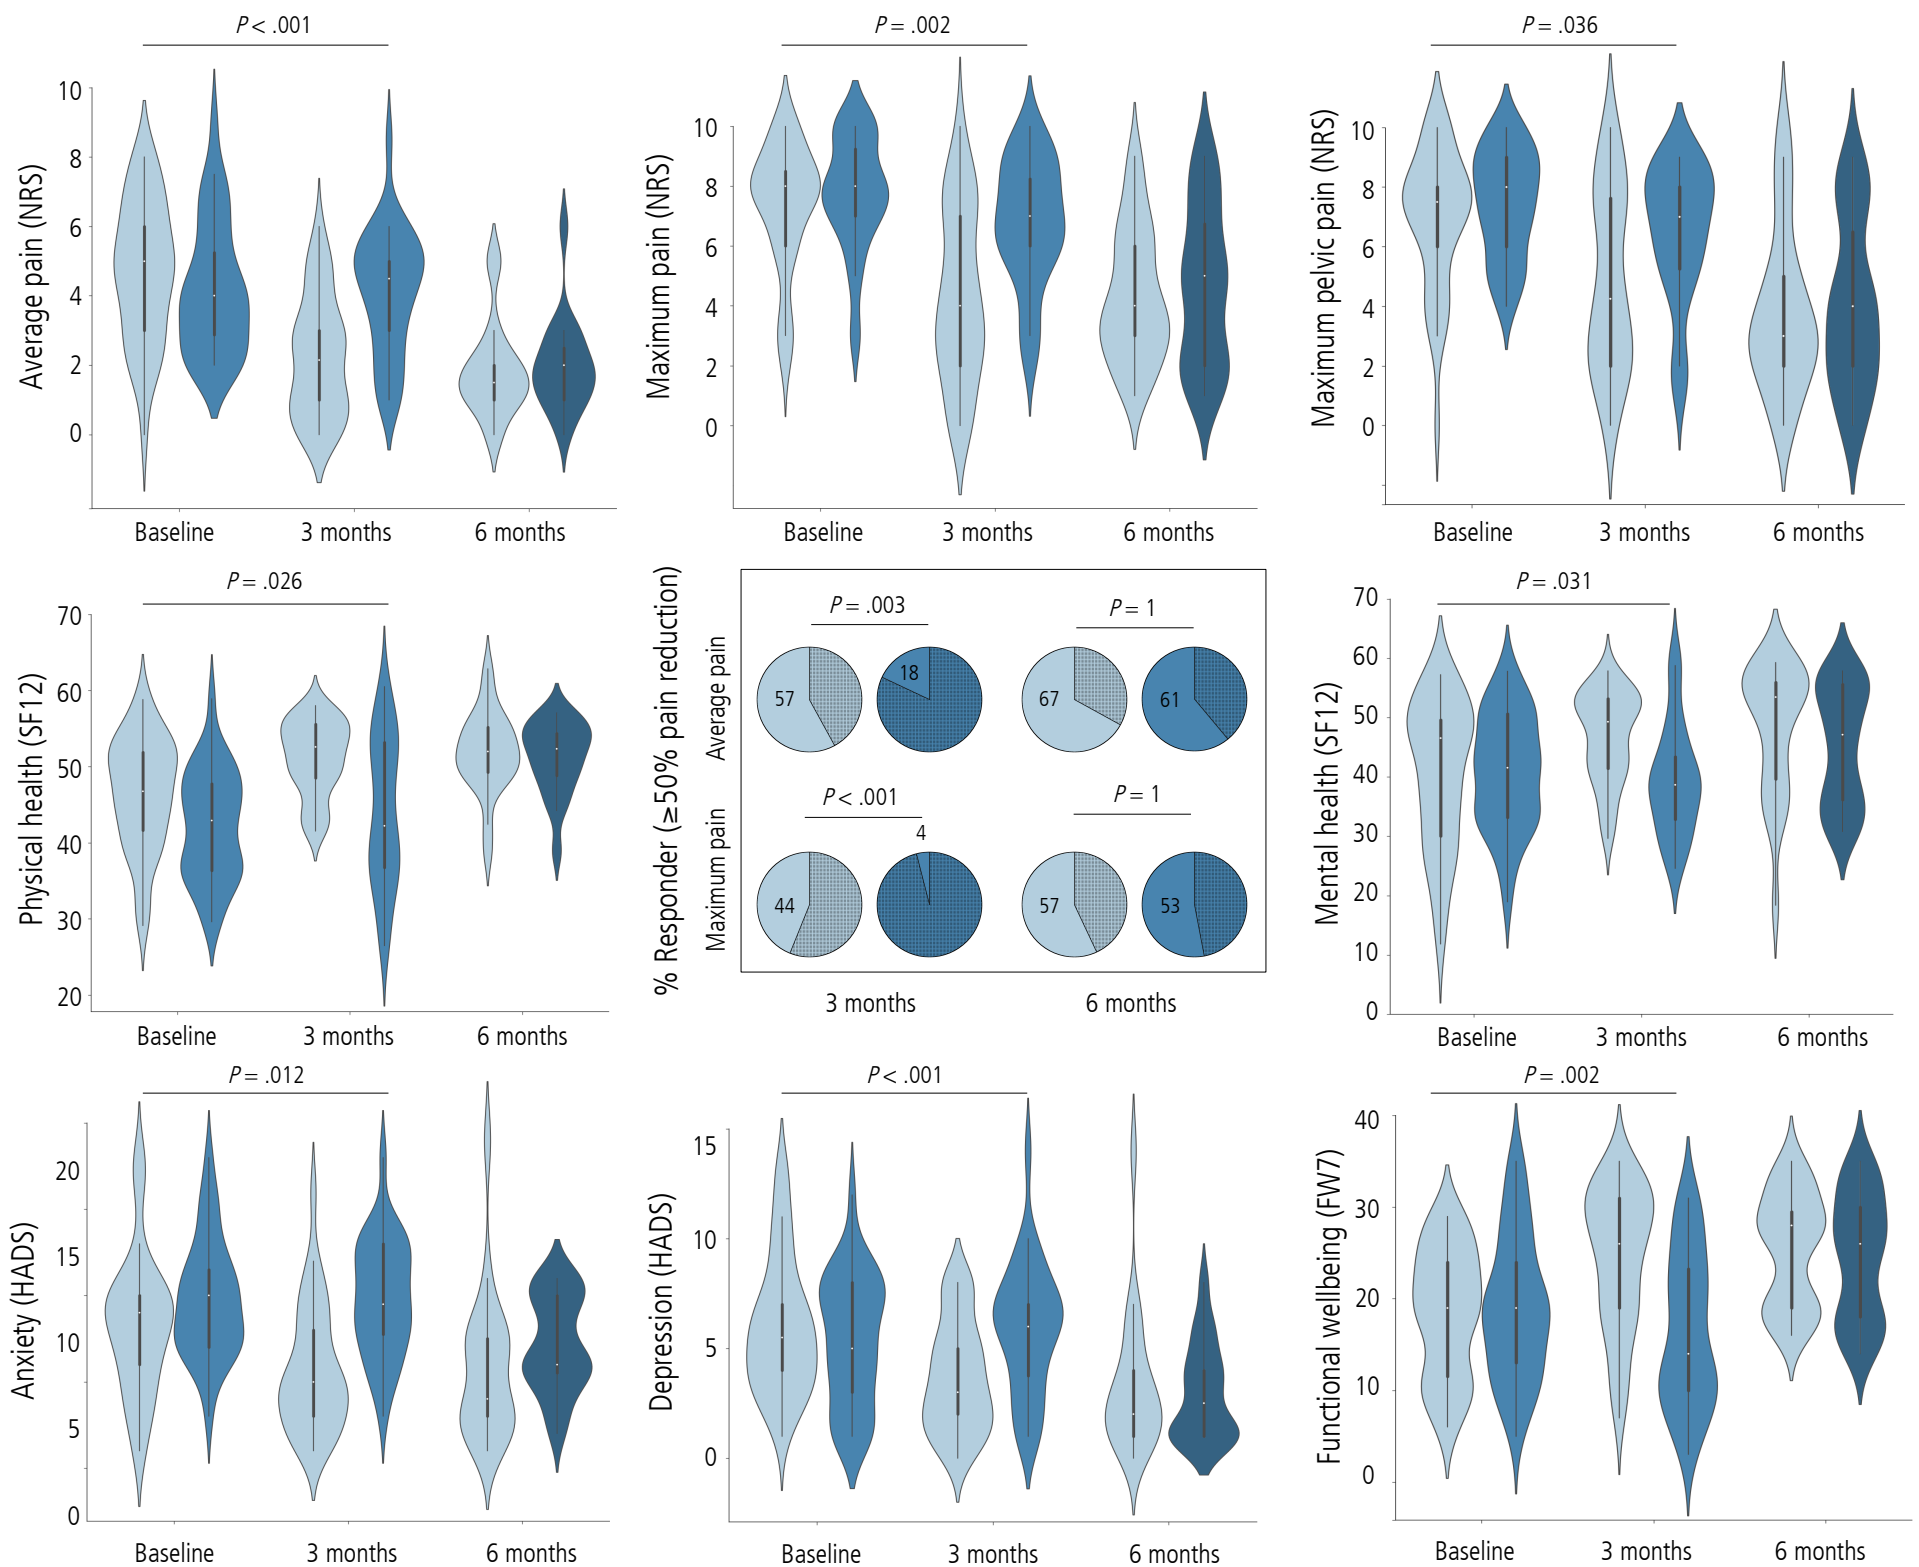 P < .001
Average pain (NRS)
10
8
6
4
2
0
Baseline
3 months
6 months
P = .002
Maximum pain (NRS)
10
8
6
4
2
0
Baseline
3 months
6 months
P = .036
Maximum pelvic pain (NRS)
10
8
6
4
2
0
Baseline
3 months
6 months
P = .026
Physical health (SF12)
70
60
50
40
30
20
Baseline
3 months
6 months
% Responder (≥50% pain reduction)
Average pain
P = .003
P = 1
57
18
67
61
Maximum pain
P < .001
P = 1
44
4
57
53
3 months
6 months
P = .031
Mental health (SF12)
70
60
50
40
30
20
10
0
Baseline
3 months
6 months
P = .012
Anxiety (HADS)
20
15
10
5
0
Baseline
3 months
6 months
P < .001
Depression (HADS)
15
10
5
0
Baseline
3 months
6 months
P = .002
Functional wellbeing (FW7)
40
30
20
10
0
Baseline
3 months
6 months